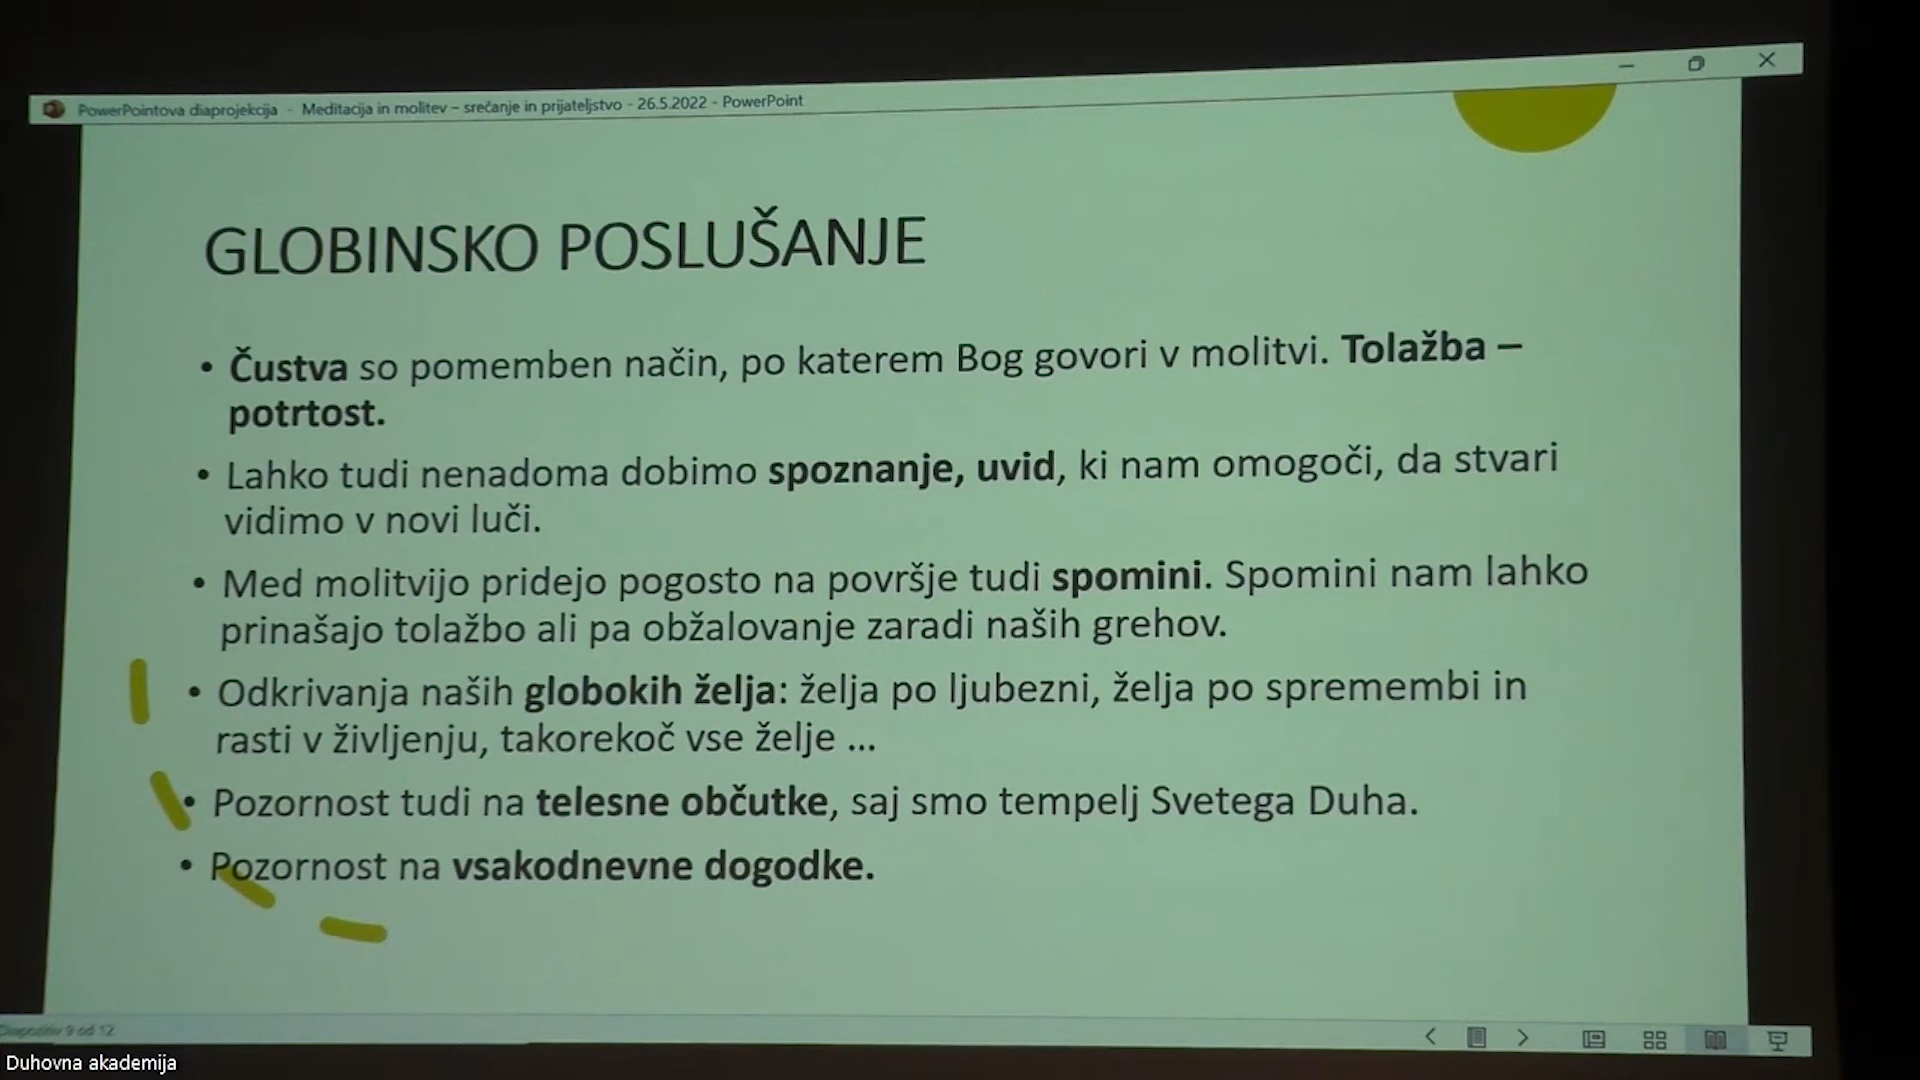 PowerPointova diaprojekcija - Meditacija in molitev – srečanje in prijateljstvo - 26.5.2022 - PowerPoint
GLOBINSKO POSLUŠANJE
• Čustva so pomemben način, po katerem Bog govori v molitvi. Tolažba –
potrtost.
• Lahko tudi nenadoma dobimo spoznanje, uvid, ki nam omogoči, da stvari
vidimo v novi luči.
• Med molitvijo pridejo pogosto na površje tudi spomini. Spomini nam lahko
prinašajo tolažbo ali pa obžalovanje zaradi naših grehov.
• Odkrivanja naših globokih želja: želja po ljubezni, želja po spremembi in
rasti v življenju, takorekoč vse želje ...
• Pozornost tudi na telesne občutke, saj smo tempelj Svetega Duha.
• Pozornost na vsakodnevne dogodke.
Diapozitiv 9 od 12
Duhovna akademija